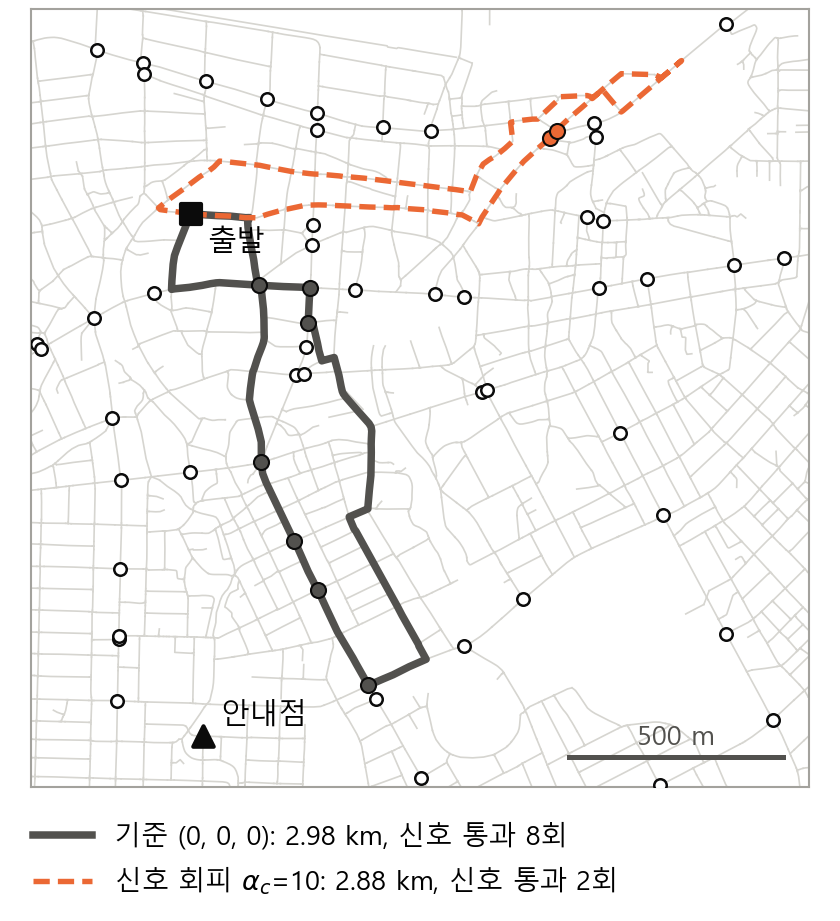 출발
안내점
500 m
기준 (0, 0, 0): 2.98 km, 신호 통과 8회
신호 회피 α_c=10: 2.88 km, 신호 통과 2회